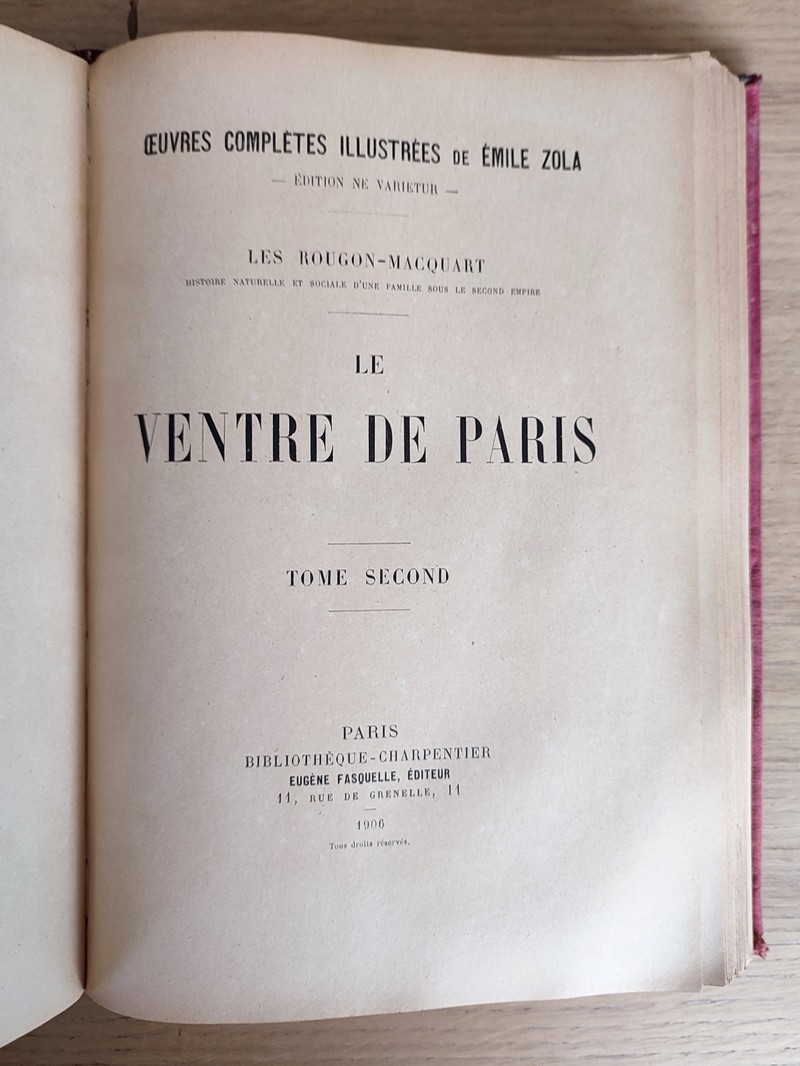 ŒUVRES COMPLÈTES ILLUSTRÉES DE ÉMILE ZOLA
— ÉDITION NE VARIETUR —
LES ROUGON-MACQUART
HISTOIRE NATURELLE ET SOCIALE D'UNE FAMILLE SOUS LE SECOND EMPIRE
LE
VENTRE DE PARIS
TOME SECOND
PARIS
BIBLIOTHÈQUE-CHARPENTIER
EUGÈNE FASQUELLE, ÉDITEUR
11, RUE DE GRENELLE, 11
1906
Tous droits réservés.